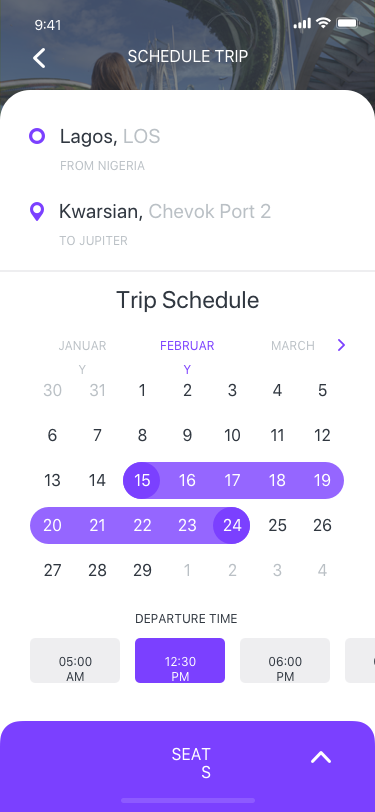 9:41
SCHEDULE TRIP
Lagos, LOS
FROM NIGERIA
Kwarsian, Chevok Port 2
TO JUPITER
Trip Schedule
JANUAR
Y
FEBRUAR
Y
MARCH
30 31 1 2 3 4 5
6 7 8 9 10 11 12
13 14 15 16 17 18 19
20 21 22 23 24 25 26
27 28 29 1 2 3 4
DEPARTURE TIME
05:00
AM
12:30
PM
06:00
PM
SEAT
S